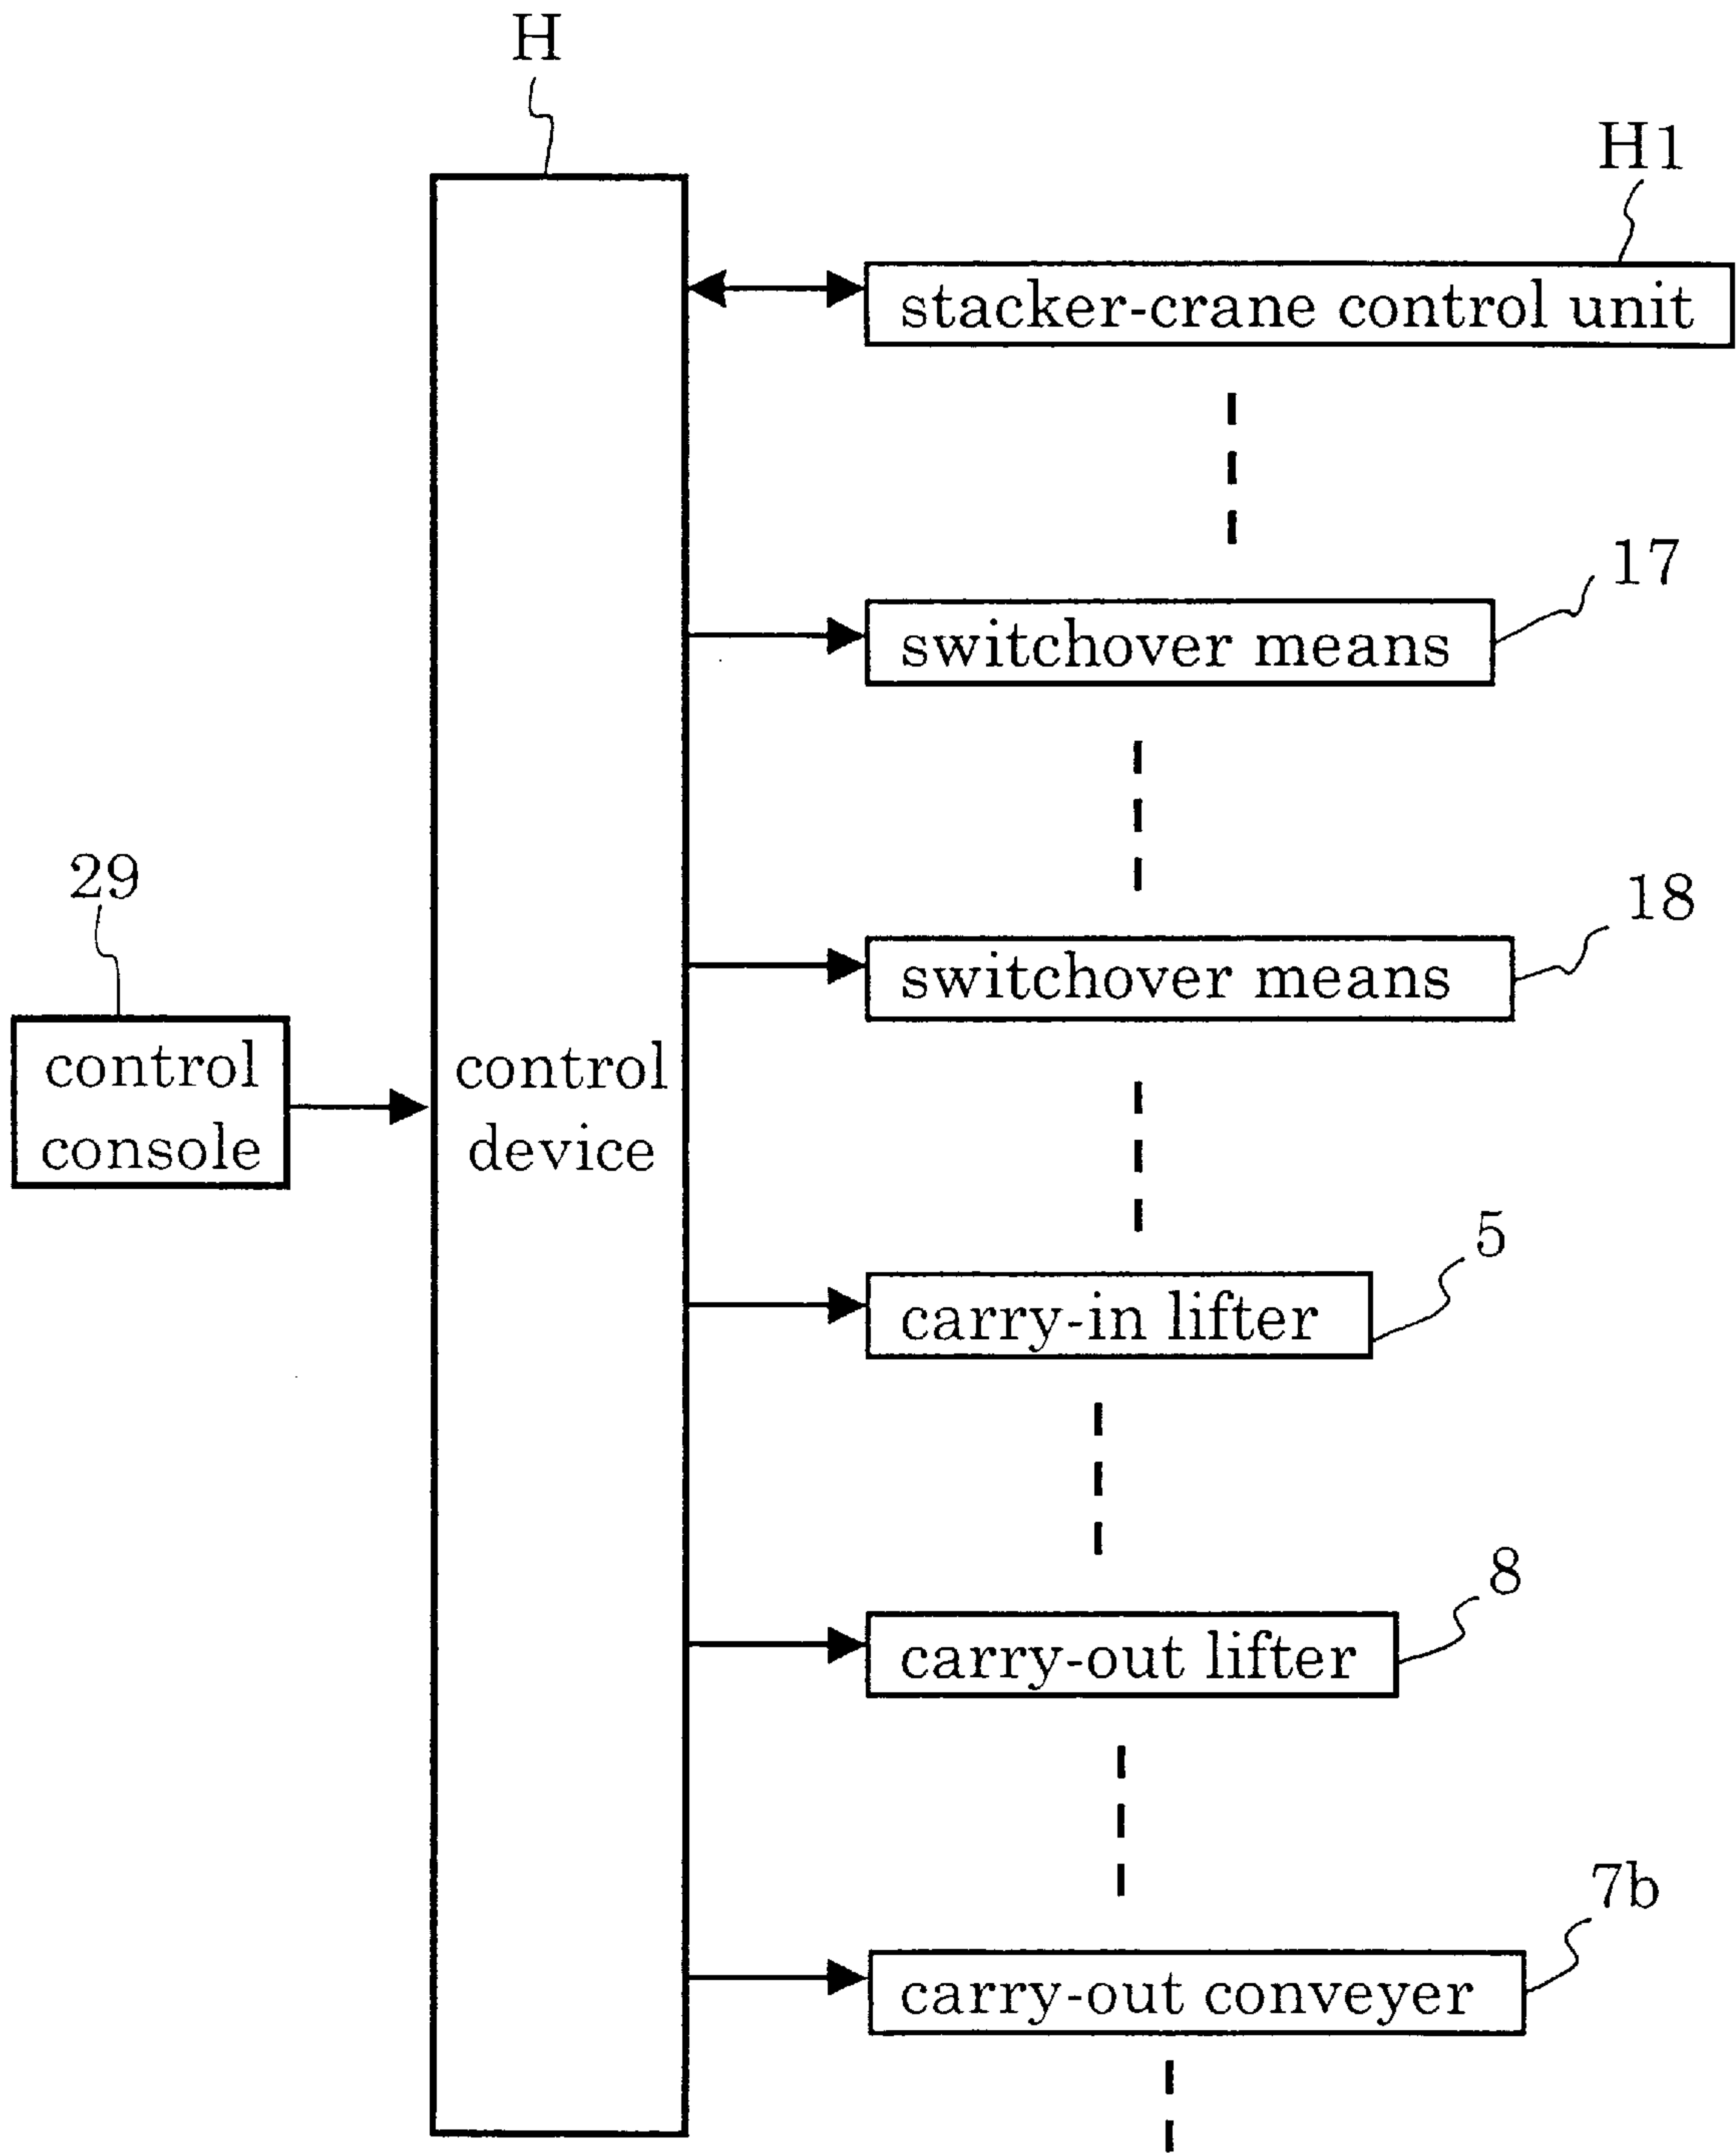 H
H1
stacker-crane control unit
17
switchover means
18
switchover means
29
control
console
control
device
5
carry-in lifter
8
carry-out lifter
7b
carry-out conveyer